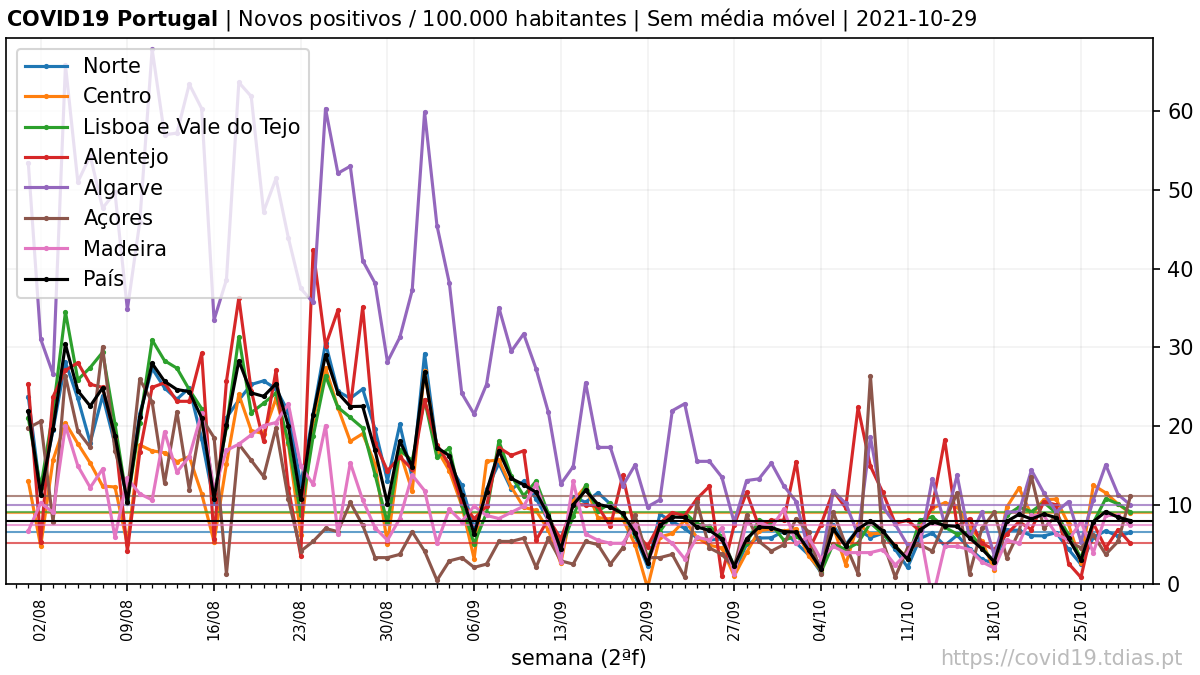 COVID19 Portugal | Novos positivos / 100.000 habitantes | Sem média móvel | 2021-10-29
Norte
Centro
Lisboa e Vale do Tejo
Alentejo
Algarve
Açores
Madeira
País
60
50
40
30
20
10
0
02/08
09/08
16/08
23/08
30/08
06/09
13/09
20/09
27/09
04/10
11/10
18/10
25/10
semana (2ªf)
https://covid19.tdias.pt